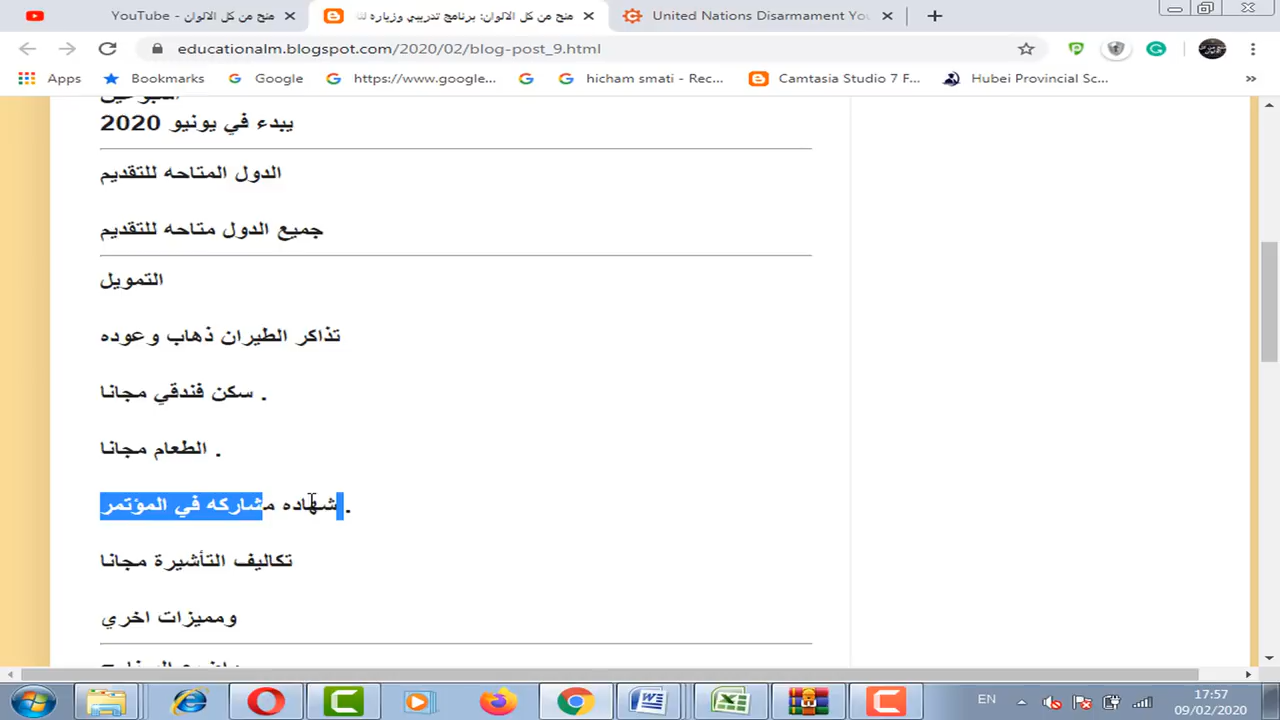 منح من كل الالوان - YouTube
منح من كل الالوان: برنامج تدريبي وزياره لل
United Nations Disarmament You
educationalm.blogspot.com/2020/02/blog-post_9.html
Apps
Bookmarks
Google
https://www.google...
hicham smati - Rec...
Camtasia Studio 7 F...
Hubei Provincial Sc...
»
يبدء في يونيو 2020
الدول المتاحه للتقديم
جميع الدول متاحه للتقديم
التمويل
تذاكر الطيران ذهاب وعوده
. سكن فندقي مجانا
. الطعام مجانا
. شهاده مشاركه في المؤتمر
تكاليف التأشيرة مجانا
ومميزات اخري
EN
17:57
09/02/2020